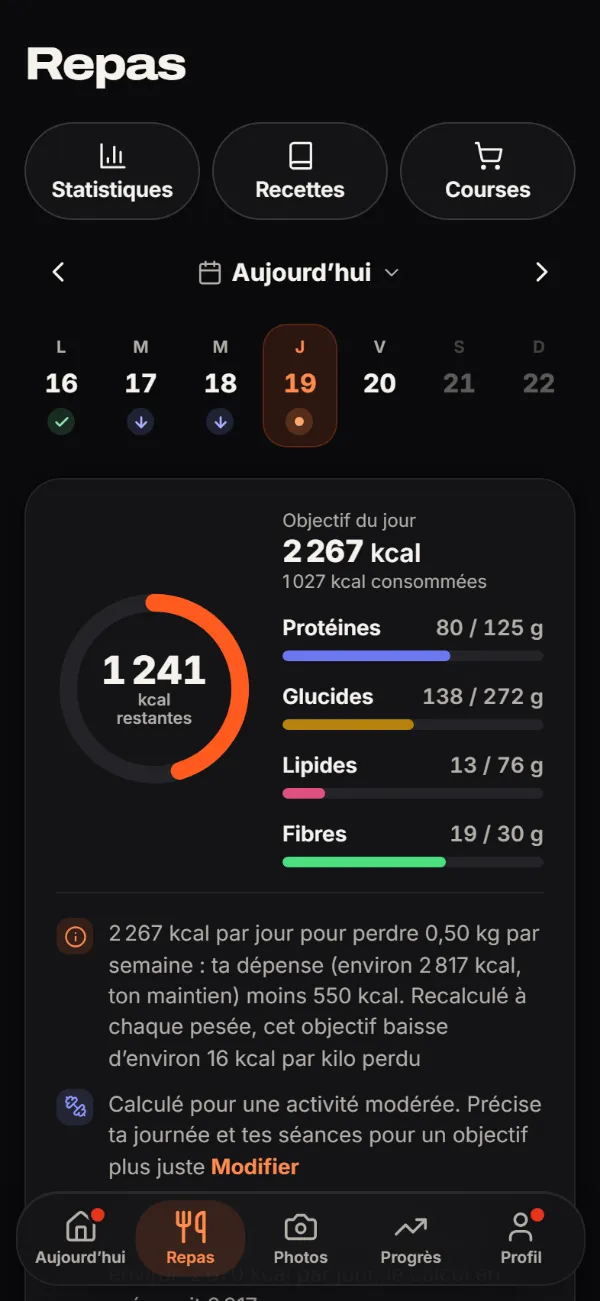 Repas
Statistiques
Recettes
Courses
Aujourd’hui
L M M J V S D
16 17 18 19 20 21 22
Objectif du jour
2 267 kcal
1 027 kcal consommées
1 241
kcal
restantes
Protéines 80 / 125 g
Glucides 138 / 272 g
Lipides 13 / 76 g
Fibres 19 / 30 g
2 267 kcal par jour pour perdre 0,50 kg par
semaine : ta dépense (environ 2 817 kcal,
ton maintien) moins 550 kcal. Recalculé à
chaque pesée, cet objectif baisse
d’environ 16 kcal par kilo perdu
Calculé pour une activité modérée. Précise
ta journée et tes séances pour un objectif
plus juste Modifier
Aujourd’hui
Repas
Photos
Progrès
Profil